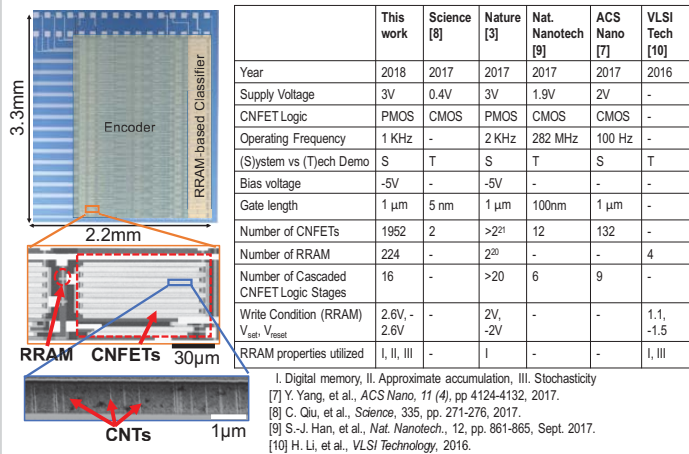 3.3mm
Encoder
RRAM-based Classifier
2.2mm
RRAM CNFETs
30μm
CNTs
1μm
This work Science [8] Nature [3] Nat. Nanotech [9] ACS Nano [7] VLSI Tech [10]
Year 2018 2017 2017 2017 2017 2016
Supply Voltage 3V 0.4V 3V 1.9V 2V -
CNFET Logic PMOS CMOS PMOS CMOS CMOS -
Operating Frequency 1 KHz - 2 KHz 282 MHz 100 Hz -
(S)ystem vs (T)ech Demo S T S T S T
Bias voltage -5V - -5V - - -
Gate length 1 μm 5 nm 1 μm 100nm 1 μm -
Number of CNFETs 1952 2 >2²¹ 12 132 -
Number of RRAM 224 - 2²⁰ - - 4
Number of Cascaded CNFET Logic Stages 16 - >20 6 9 -
Write Condition (RRAM) Vset, Vreset 2.6V, -2.6V - 2V, -2V - - 1.1, -1.5
RRAM properties utilized I, II, III - I - - I, III
I. Digital memory, II. Approximate accumulation, III. Stochasticity
[7] Y. Yang, et al., ACS Nano, 11 (4), pp 4124-4132, 2017.
[8] C. Qiu, et al., Science, 335, pp. 271-276, 2017.
[9] S.-J. Han, et al., Nat. Nanotech., 12, pp. 861-865, Sept. 2017.
[10] H. Li, et al., VLSI Technology, 2016.